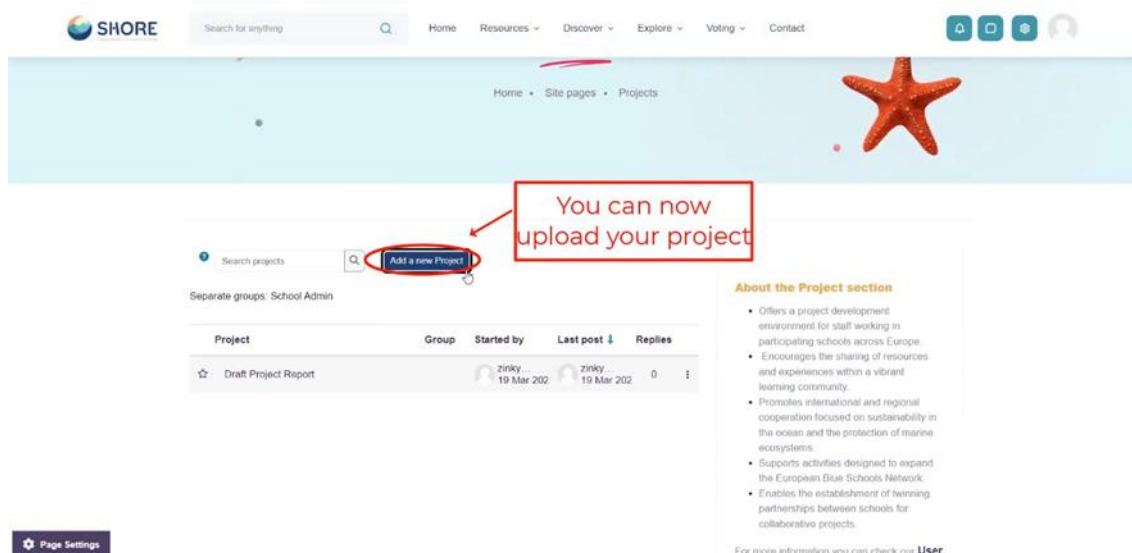 SHORE
Search for anything
Home Resources Discover Explore Voting Contact
Home • Site pages • Projects
You can now
upload your project
? Search projects
Add a new Project
Separate groups: School Admin
Project Group Started by Last post ↓ Replies
Draft Project Report
zinky... zinky...
19 Mar 202 19 Mar 202 0
About the Project section
• Offers a project development
environment for staff working in
participating schools across Europe.
• Encourages the sharing of resources
and experiences within a vibrant
learning community.
• Promotes international and regional
cooperation focused on sustainability in
the ocean and the protection of marine
ecosystems.
• Supports activities designed to expand
the European Blue Schools Network.
• Enables the establishment of twinning
partnerships between schools for
collaborative projects.
For more information you can check our User
Page Settings